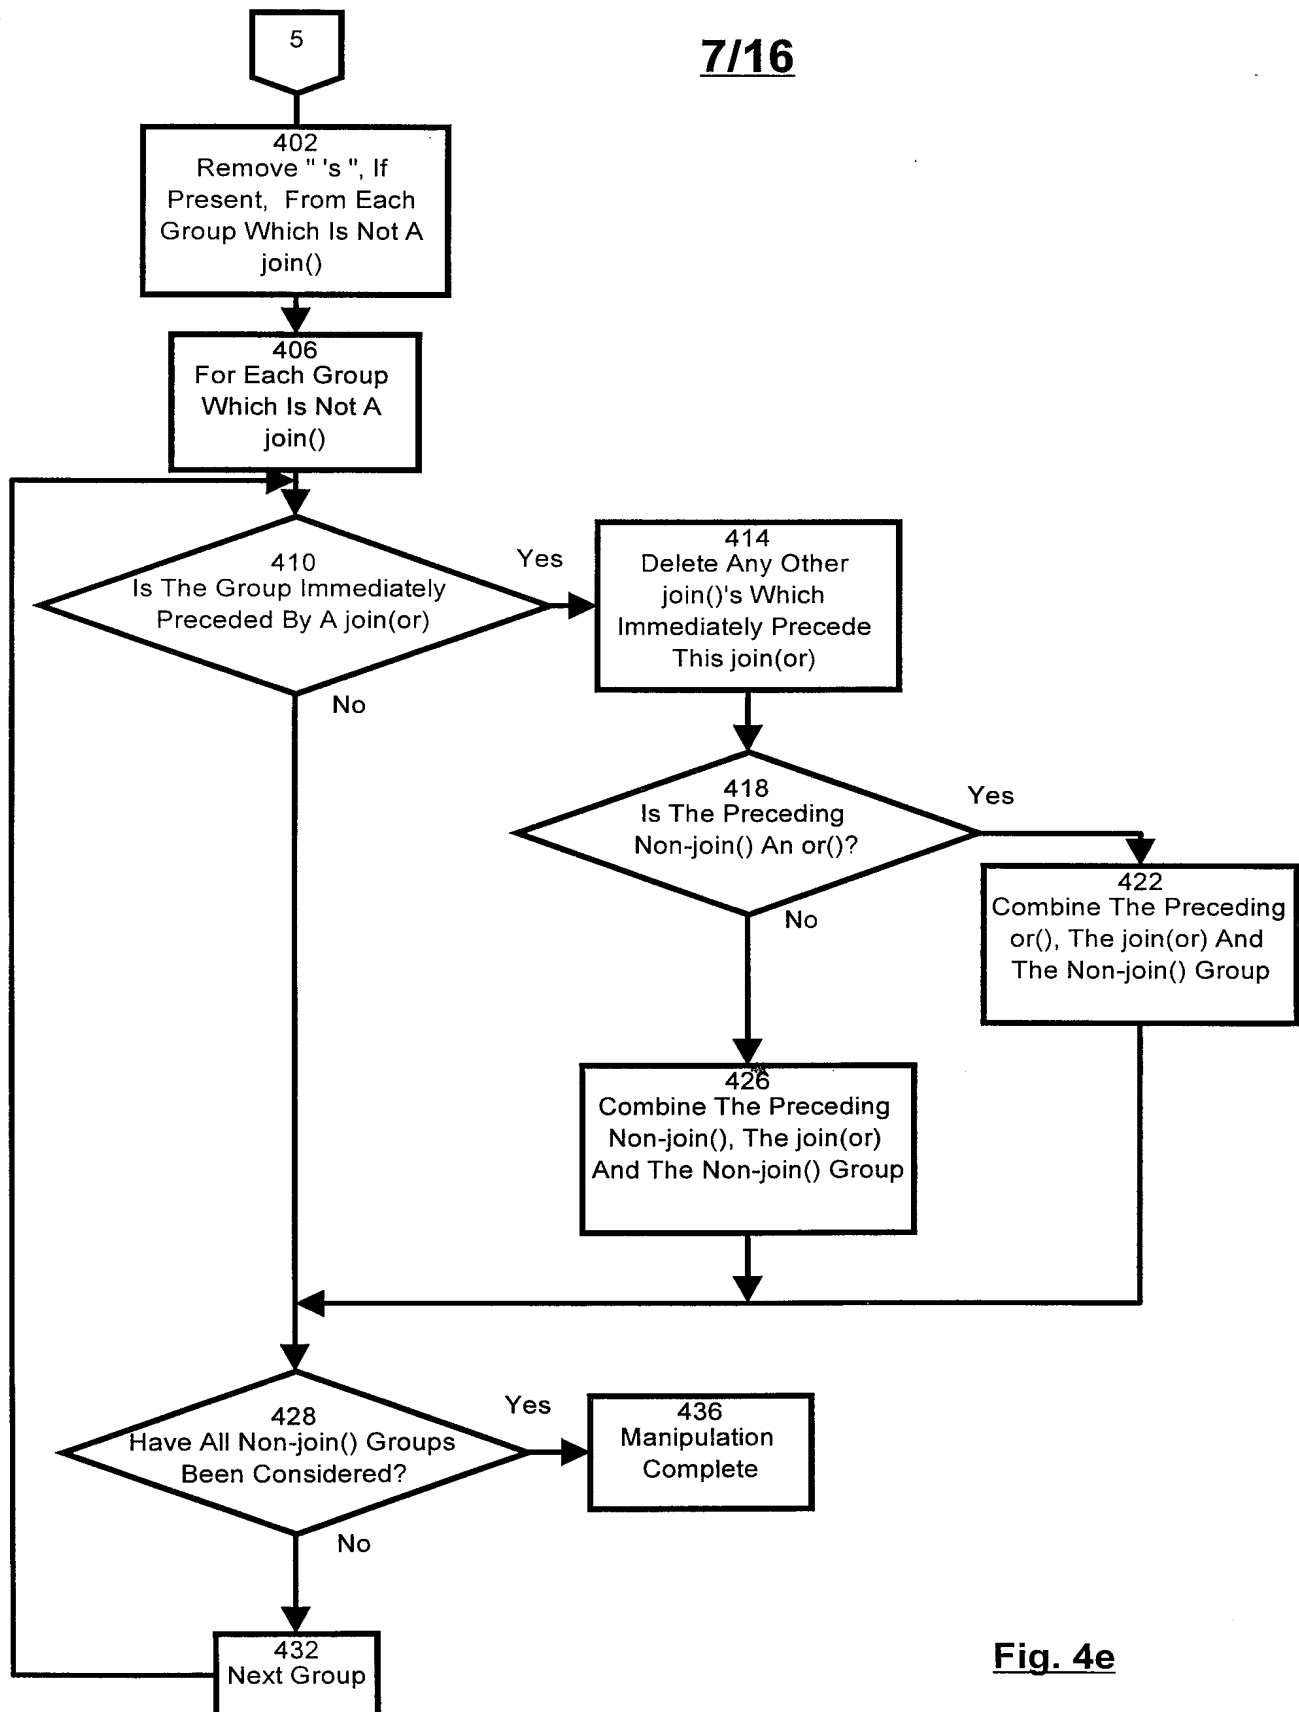 5
7/16
402
Remove " 's ", If
Present, From Each
Group Which Is Not A
join()
406
For Each Group
Which Is Not A
join()
410
Is The Group Immediately
Preceded By A join(or)
Yes
No
414
Delete Any Other
join()'s Which
Immediately Precede
This join(or)
418
Is The Preceding
Non-join() An or()?
Yes
No
422
Combine The Preceding
or(), The join(or) And
The Non-join() Group
426
Combine The Preceding
Non-join(), The join(or)
And The Non-join() Group
428
Have All Non-join() Groups
Been Considered?
Yes
No
436
Manipulation
Complete
432
Next Group
Fig. 4e